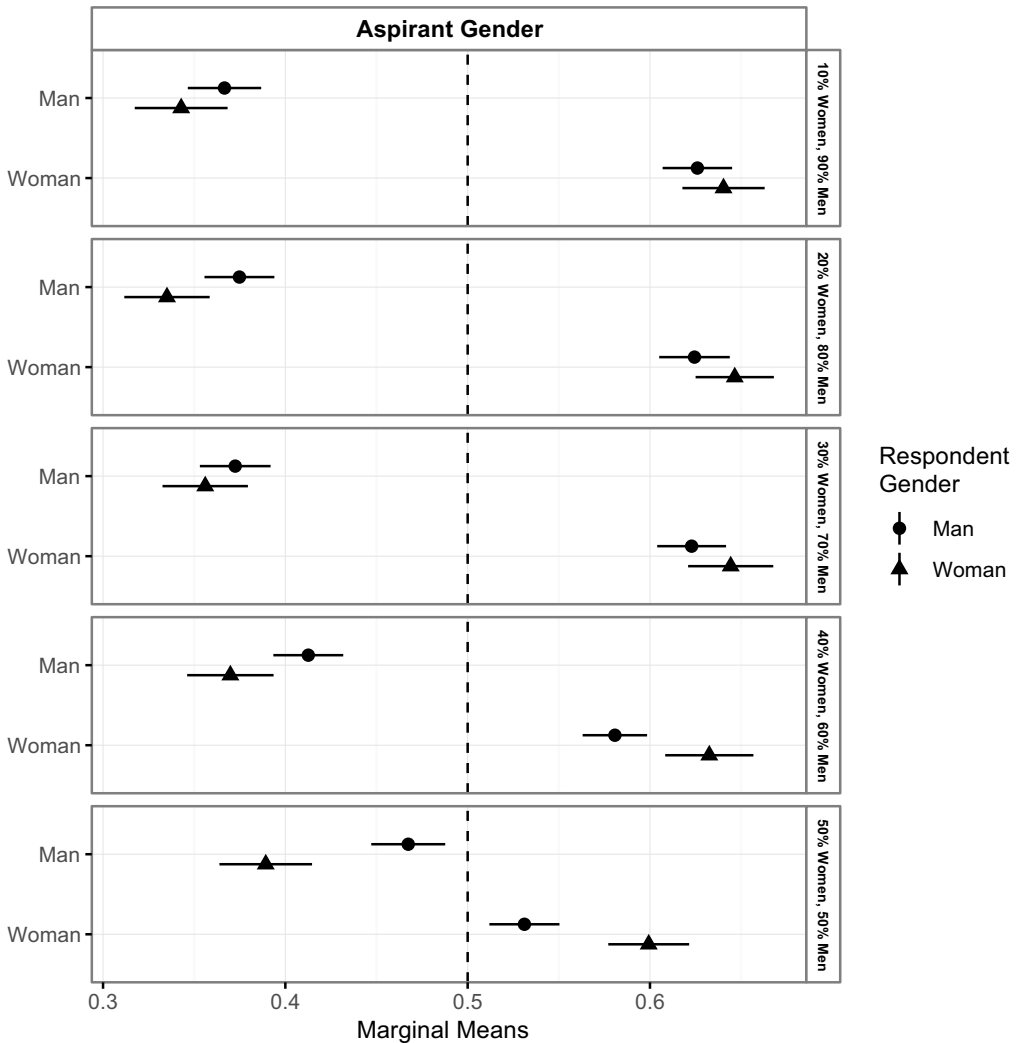 Aspirant Gender
Man
Woman
10% Women, 90% Men
Man
Woman
20% Women, 80% Men
Man
Woman
30% Women, 70% Men
Man
Woman
40% Women, 60% Men
Man
Woman
50% Women, 50% Men
0.3 0.4 0.5 0.6
Marginal Means
Respondent
Gender
Man
Woman